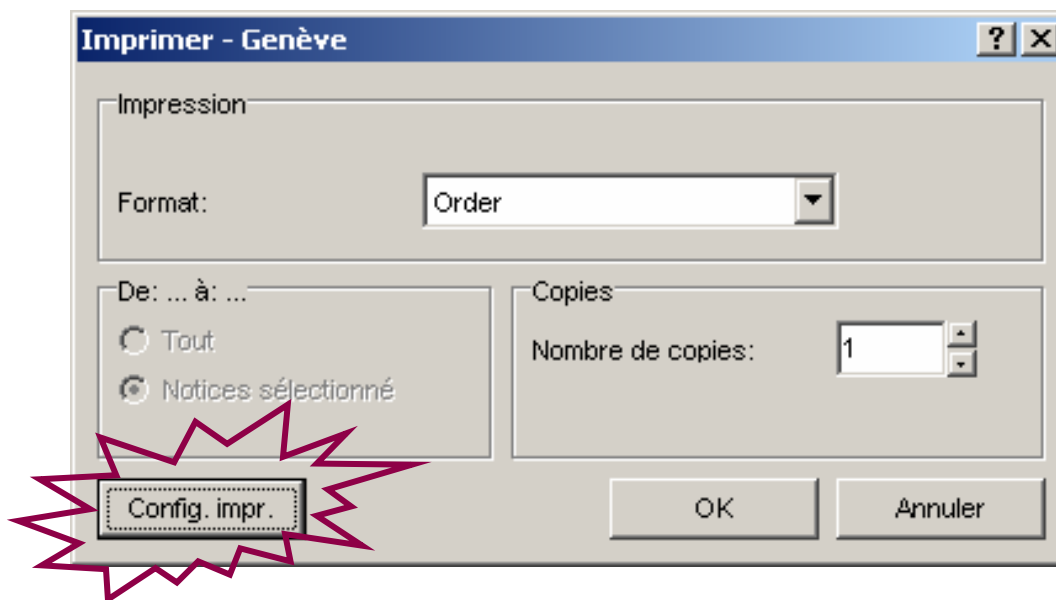 Imprimer - Genève
Impression
Format: Order
De: ... à: ...
Tout
Notices sélectionné
Copies
Nombre de copies: 1
Config. impr. OK Annuler